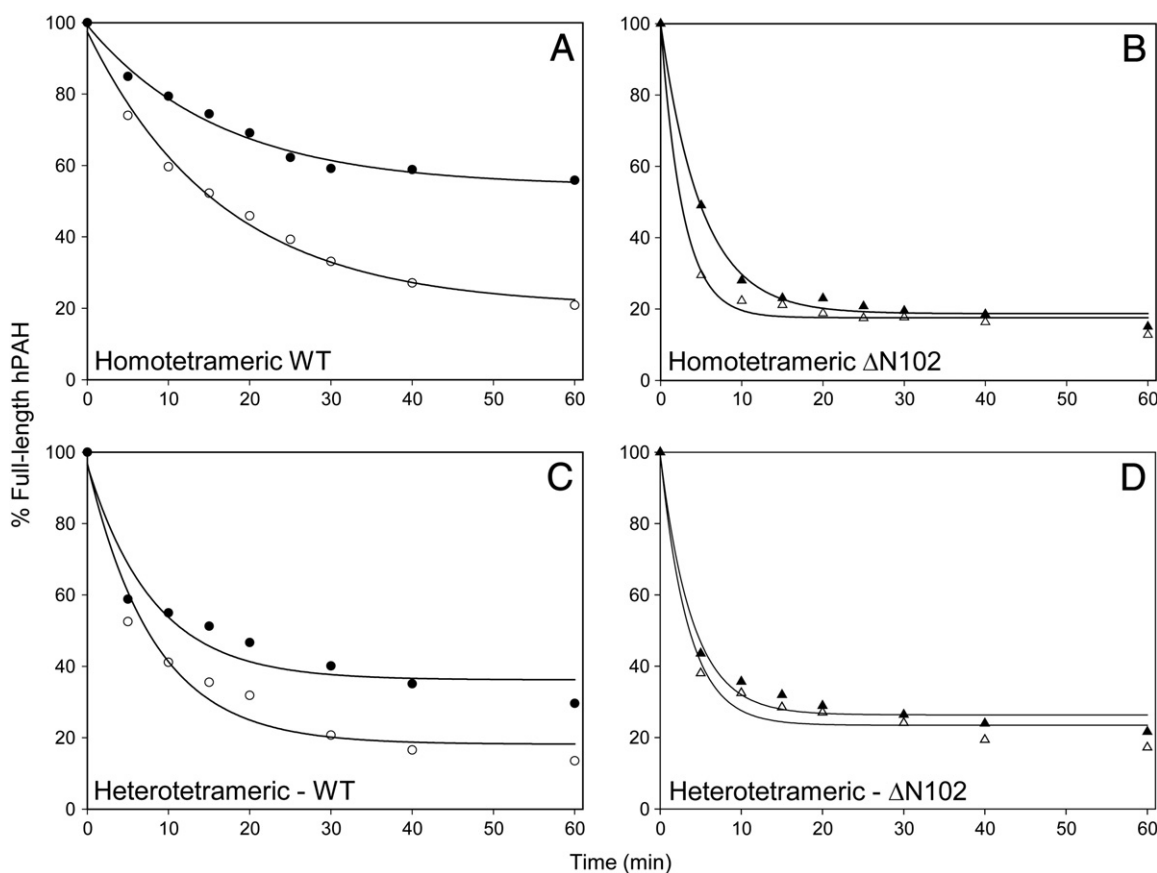 % Full-length hPAH
100
80
60
40
20
0
A
Homotetrameric WT
0 10 20 30 40 50 60
100
80
60
40
20
0
B
Homotetrameric ΔN102
0 10 20 30 40 50 60
100
80
60
40
20
0
C
Heterotetrameric - WT
0 10 20 30 40 50 60
100
80
60
40
20
0
D
Heterotetrameric - ΔN102
0 10 20 30 40 50 60
Time (min)